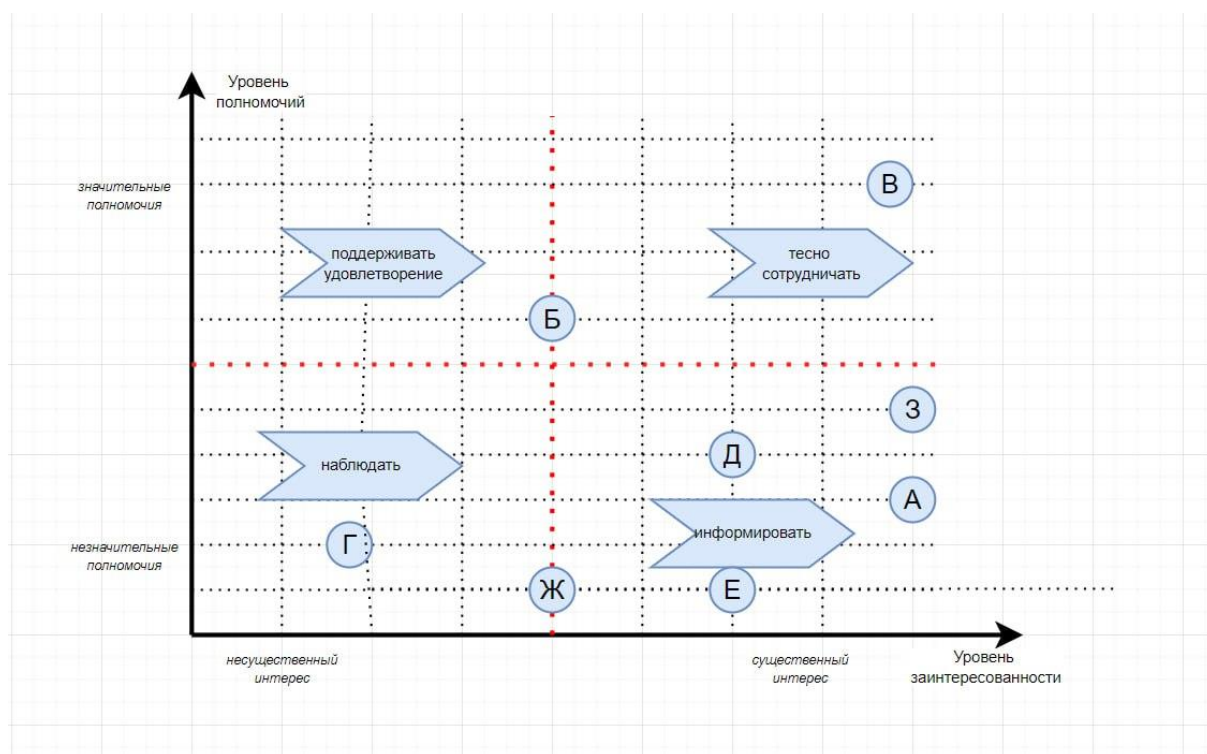 Уровень
полномочий
В
значительные
полномочия
поддерживать
удовлетворение
тесно
сотрудничать
Б
З
Д
наблюдать
А
информировать
Г
незначительные
полномочия
Ж
Е
несущественный
интерес
существенный
интерес
Уровень
заинтересованности